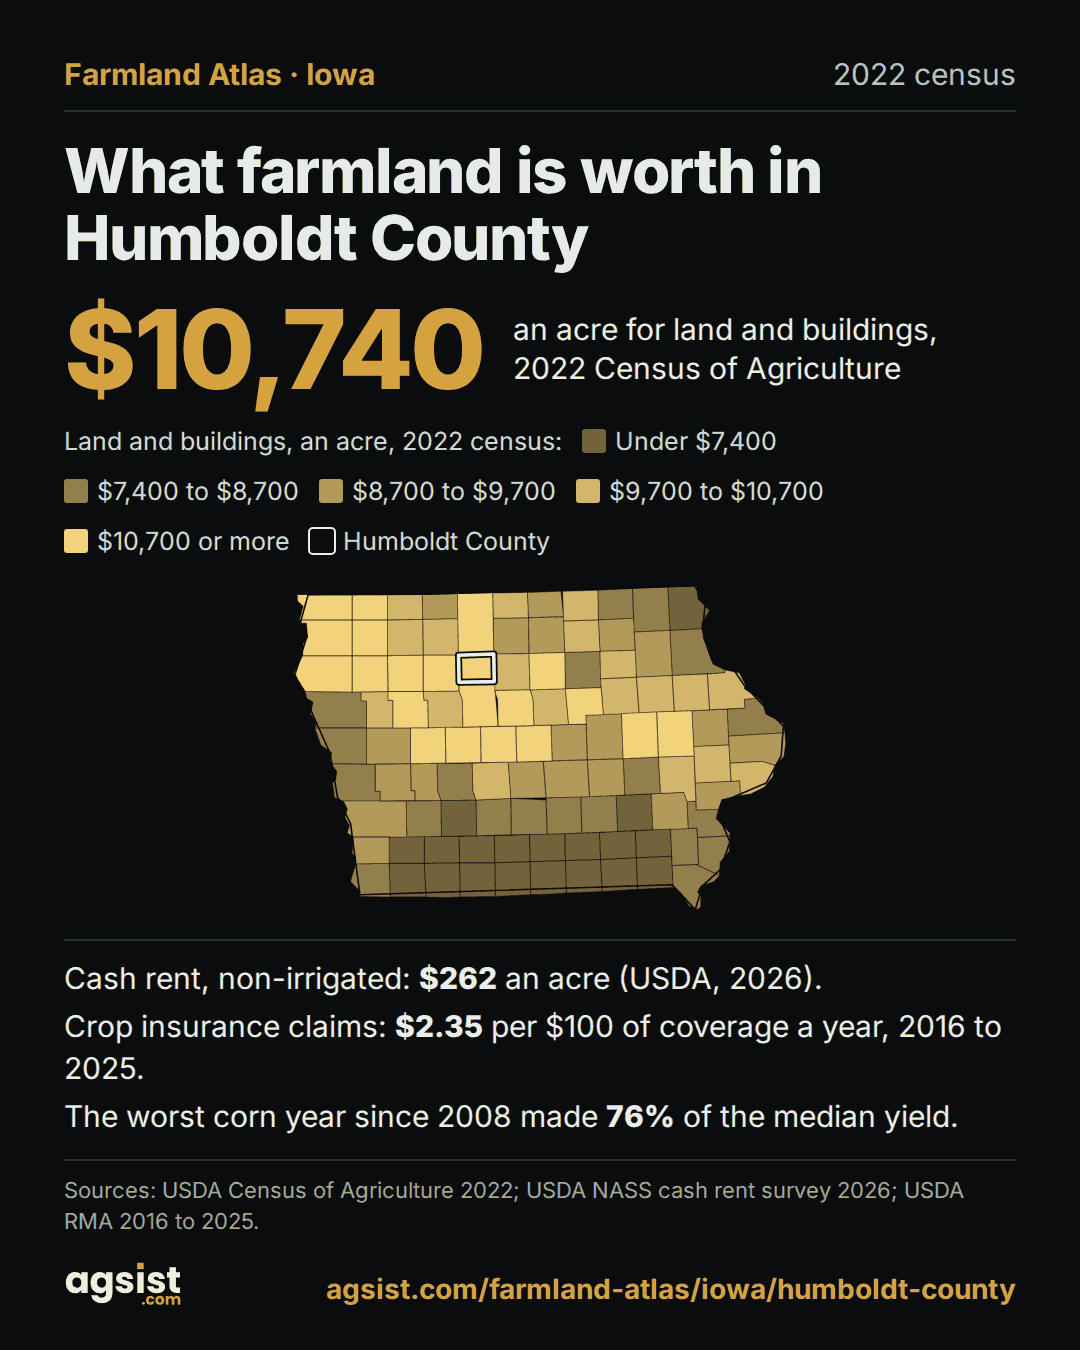 Farmland Atlas · Iowa
2022 census
What farmland is worth in
Humboldt County
$10,740
an acre for land and buildings,
2022 Census of Agriculture
Land and buildings, an acre, 2022 census: Under $7,400
$7,400 to $8,700 $8,700 to $9,700 $9,700 to $10,700
$10,700 or more Humboldt County
Cash rent, non-irrigated: $262 an acre (USDA, 2026).
Crop insurance claims: $2.35 per $100 of coverage a year, 2016 to
2025.
The worst corn year since 2008 made 76% of the median yield.
Sources: USDA Census of Agriculture 2022; USDA NASS cash rent survey 2026; USDA
RMA 2016 to 2025.
agsist
.com
agsist.com/farmland-atlas/iowa/humboldt-county